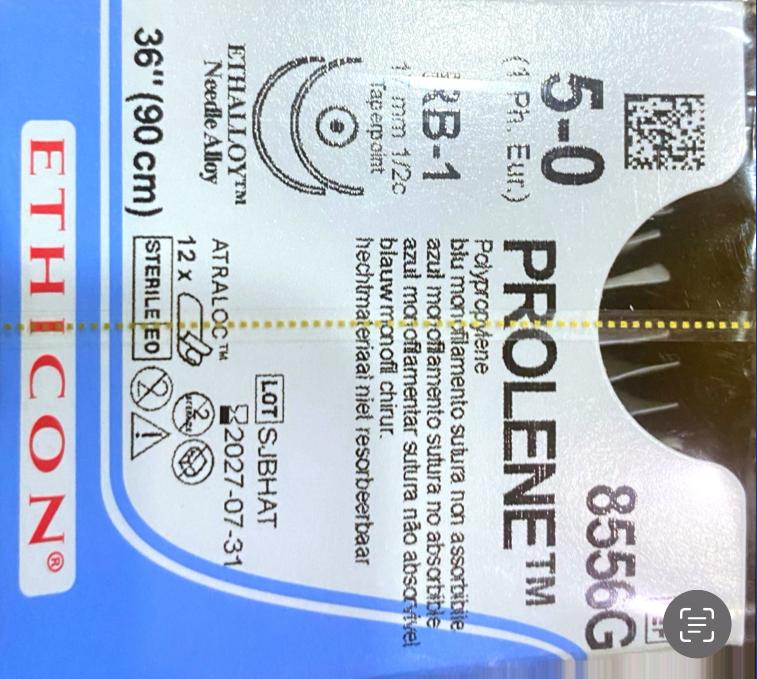 8556G
5-0
(1 Ph. Eur.)
PROLENE™
Polypropylene
blu monofilamento sutura non assorbibile
azul monofilamento sutura no absorbible
azul monofilamentar sutura não absorvível
blauw monofil chirur.
hechtmateriaal niet resorbeerbaar
RB-1
17 mm 1/2c
Taperpoint
ETHALLOY™
Needle Alloy
36" (90 cm)
LOT SJBHAT
2027-07-31
ATRALOC™
12 x
2
STERILE EO
2
ETHICON®